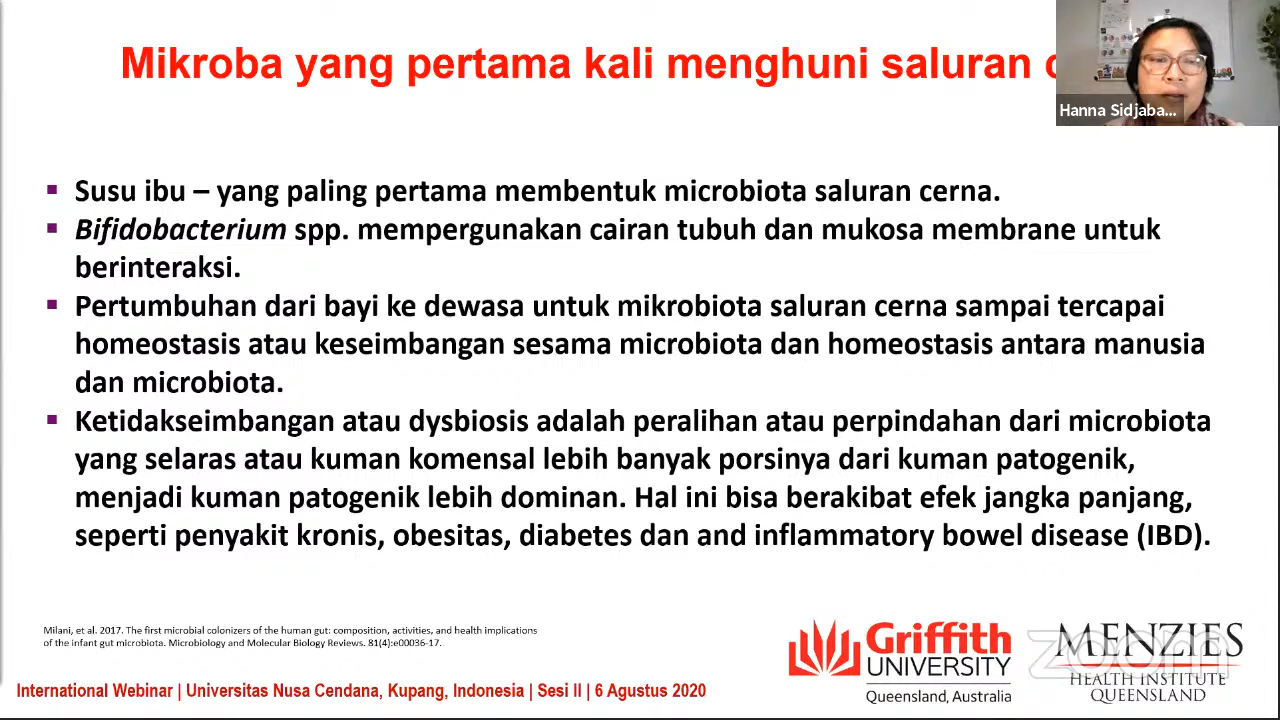 Mikroba yang pertama kali menghuni saluran
Hanna Sidjaba...
▪ Susu ibu – yang paling pertama membentuk microbiota saluran cerna.
▪ Bifidobacterium spp. mempergunakan cairan tubuh dan mukosa membrane untuk
berinteraksi.
▪ Pertumbuhan dari bayi ke dewasa untuk mikrobiota saluran cerna sampai tercapai
homeostasis atau keseimbangan sesama microbiota dan homeostasis antara manusia
dan microbiota.
▪ Ketidakseimbangan atau dysbiosis adalah peralihan atau perpindahan dari microbiota
yang selaras atau kuman komensal lebih banyak porsinya dari kuman patogenik,
menjadi kuman patogenik lebih dominan. Hal ini bisa berakibat efek jangka panjang,
seperti penyakit kronis, obesitas, diabetes dan and inflammatory bowel disease (IBD).
Milani, et al. 2017. The first microbial colonizers of the human gut: composition, activities, and health implications
of the infant gut microbiota. Microbiology and Molecular Biology Reviews. 81(4):e00036-17.
Griffith
UNIVERSITY
Queensland, Australia
MENZIES
HEALTH INSTITUTE
QUEENSLAND
zoom
International Webinar | Universitas Nusa Cendana, Kupang, Indonesia | Sesi II | 6 Agustus 2020